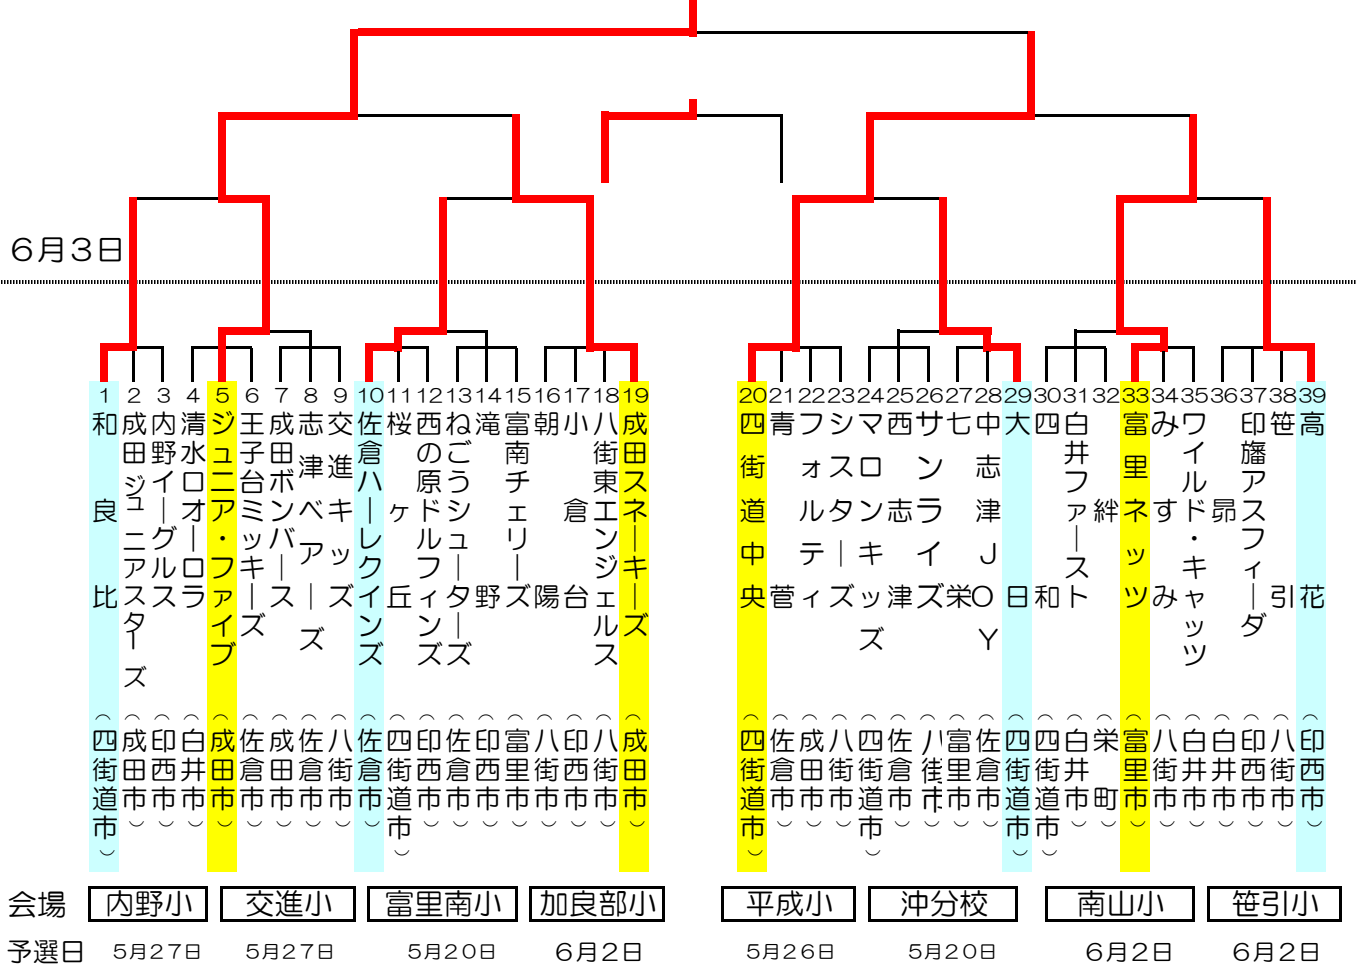 6月3日
1 和良比 （四街道市）
2 成田ジュニアスターズ （成田市）
3 内野イーグルス （印西市）
4 清水口オーロラ （白井市）
5 ジュニア・ファイブ （成田市）
6 王子台ミッキーズ （佐倉市）
7 成田ボンバース （成田市）
8 志津ベアーズ （佐倉市）
9 交進キッズ （八街市）
10 佐倉ハーレクインズ （佐倉市）
11 桜ヶ丘 （四街道市）
12 西の原ドルフィンズ （印西市）
13 ねごうシューターズ （佐倉市）
14 滝野 （印西市）
15 富南チェリーズ （富里市）
16 朝陽 （八街市）
17 小倉台 （印西市）
18 八街東エンジェルス （八街市）
19 成田スネーキーズ （成田市）
20 四街道中央 （四街道市）
21 青菅 （佐倉市）
22 フォルティ （成田市）
23 シスターズ （八街市）
24 マロンキッズ （四街道市）
25 西志津 （佐倉市）
26 サンライズ （八街市
27 七栄 （富里市）
28 中志津JOY （佐倉市）
29 大日 （四街道市）
30 四和 （四街道市）
31 白井ファースト （白井市）
32 絆 （栄町）
33 富里ネッツ （富里市）
34 みすみ （八街市）
35 ワイルド・キャッツ （白井市）
36 昴 （白井市）
37 印旛アスフィーダ （印西市）
38 笹引 （八街市）
39 高花 （印西市）
会場 内野小 交進小 富里南小 加良部小 平成小 沖分校 南山小 笹引小
予選日 5月27日 5月27日 5月20日 6月2日 5月26日 5月20日 6月2日 6月2日